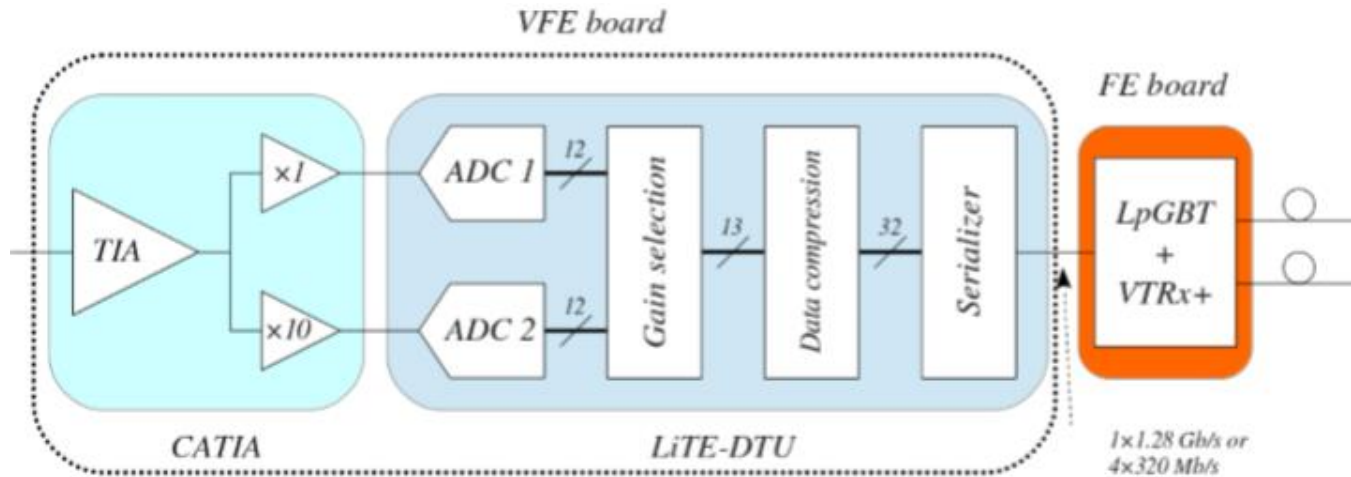 VFE board
FE board
TIA
×1
×10
ADC 1
ADC 2
12
12
Gain selection
13
Data compression
32
Serializer
LpGBT
+
VTRx+
CATIA
LiTE-DTU
1×1.28 Gb/s or
4×320 Mb/s